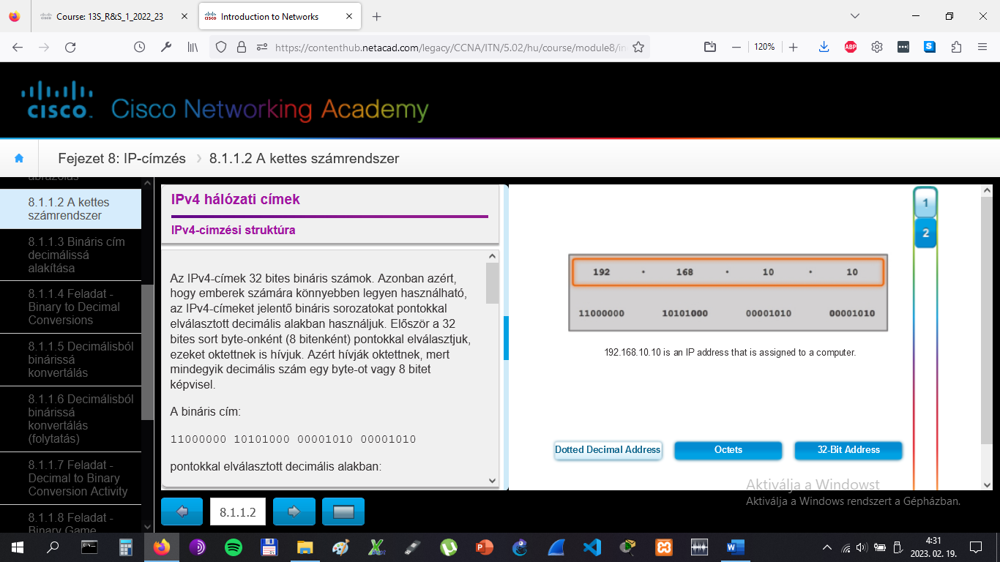 Course: 13S_R&S_1_2022_23
Introduction to Networks
https://contenthub.netacad.com/legacy/CCNA/ITN/5.02/hu/course/module8/in
120%
ABP
S
CISCO. Cisco Networking Academy
Fejezet 8: IP-címzés
8.1.1.2 A kettes számrendszer
ábrázolás
8.1.1.2 A kettes
számrendszer
8.1.1.3 Bináris cím
decimálissá
alakítása
8.1.1.4 Feladat -
Binary to Decimal
Conversions
8.1.1.5 Decimálisból
binárissá
konvertálás
8.1.1.6 Decimálisból
binárissá
konvertálás
(folytatás)
8.1.1.7 Feladat -
Decimal to Binary
Conversion Activity
8.1.1.8 Feladat -
Binary Game
IPv4 hálózati címek
IPv4-címzési struktúra
Az IPv4-címek 32 bites bináris számok. Azonban azért,
hogy emberek számára könnyebben legyen használható,
az IPv4-címeket jelentő bináris sorozatokat pontokkal
elválasztott decimális alakban használjuk. Először a 32
bites sort byte-onként (8 bitenként) pontokkal elválasztjuk,
ezeket oktettnek is hívjuk. Azért hívják oktettnek, mert
mindegyik decimális szám egy byte-ot vagy 8 bitet
képvisel.
A bináris cím:
11000000 10101000 00001010 00001010
pontokkal elválasztott decimális alakban:
8.1.1.2
1
2
192 . 168 . 10 . 10
11000000 10101000 00001010 00001010
192.168.10.10 is an IP address that is assigned to a computer.
Dotted Decimal Address
Octets
32-Bit Address
Aktiválja a Windowst
Aktiválja a Windows rendszert a Gépházban.
4:31
2023. 02. 19.